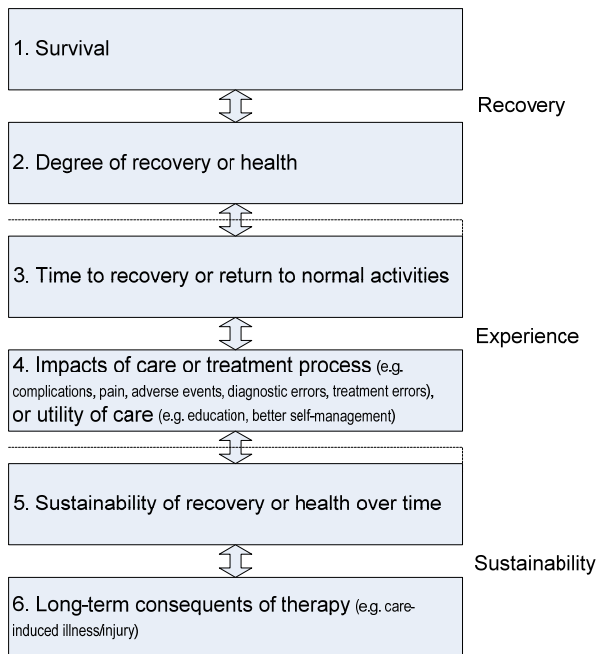 1. Survival
Recovery
2. Degree of recovery or health
3. Time to recovery or return to normal activities
Experience
4. Impacts of care or treatment process (e.g.
complications, pain, adverse events, diagnostic errors, treatment errors),
or utility of care (e.g. education, better self-management)
5. Sustainability of recovery or health over time
Sustainability
6. Long-term consequents of therapy (e.g. care-
induced illness/injury)